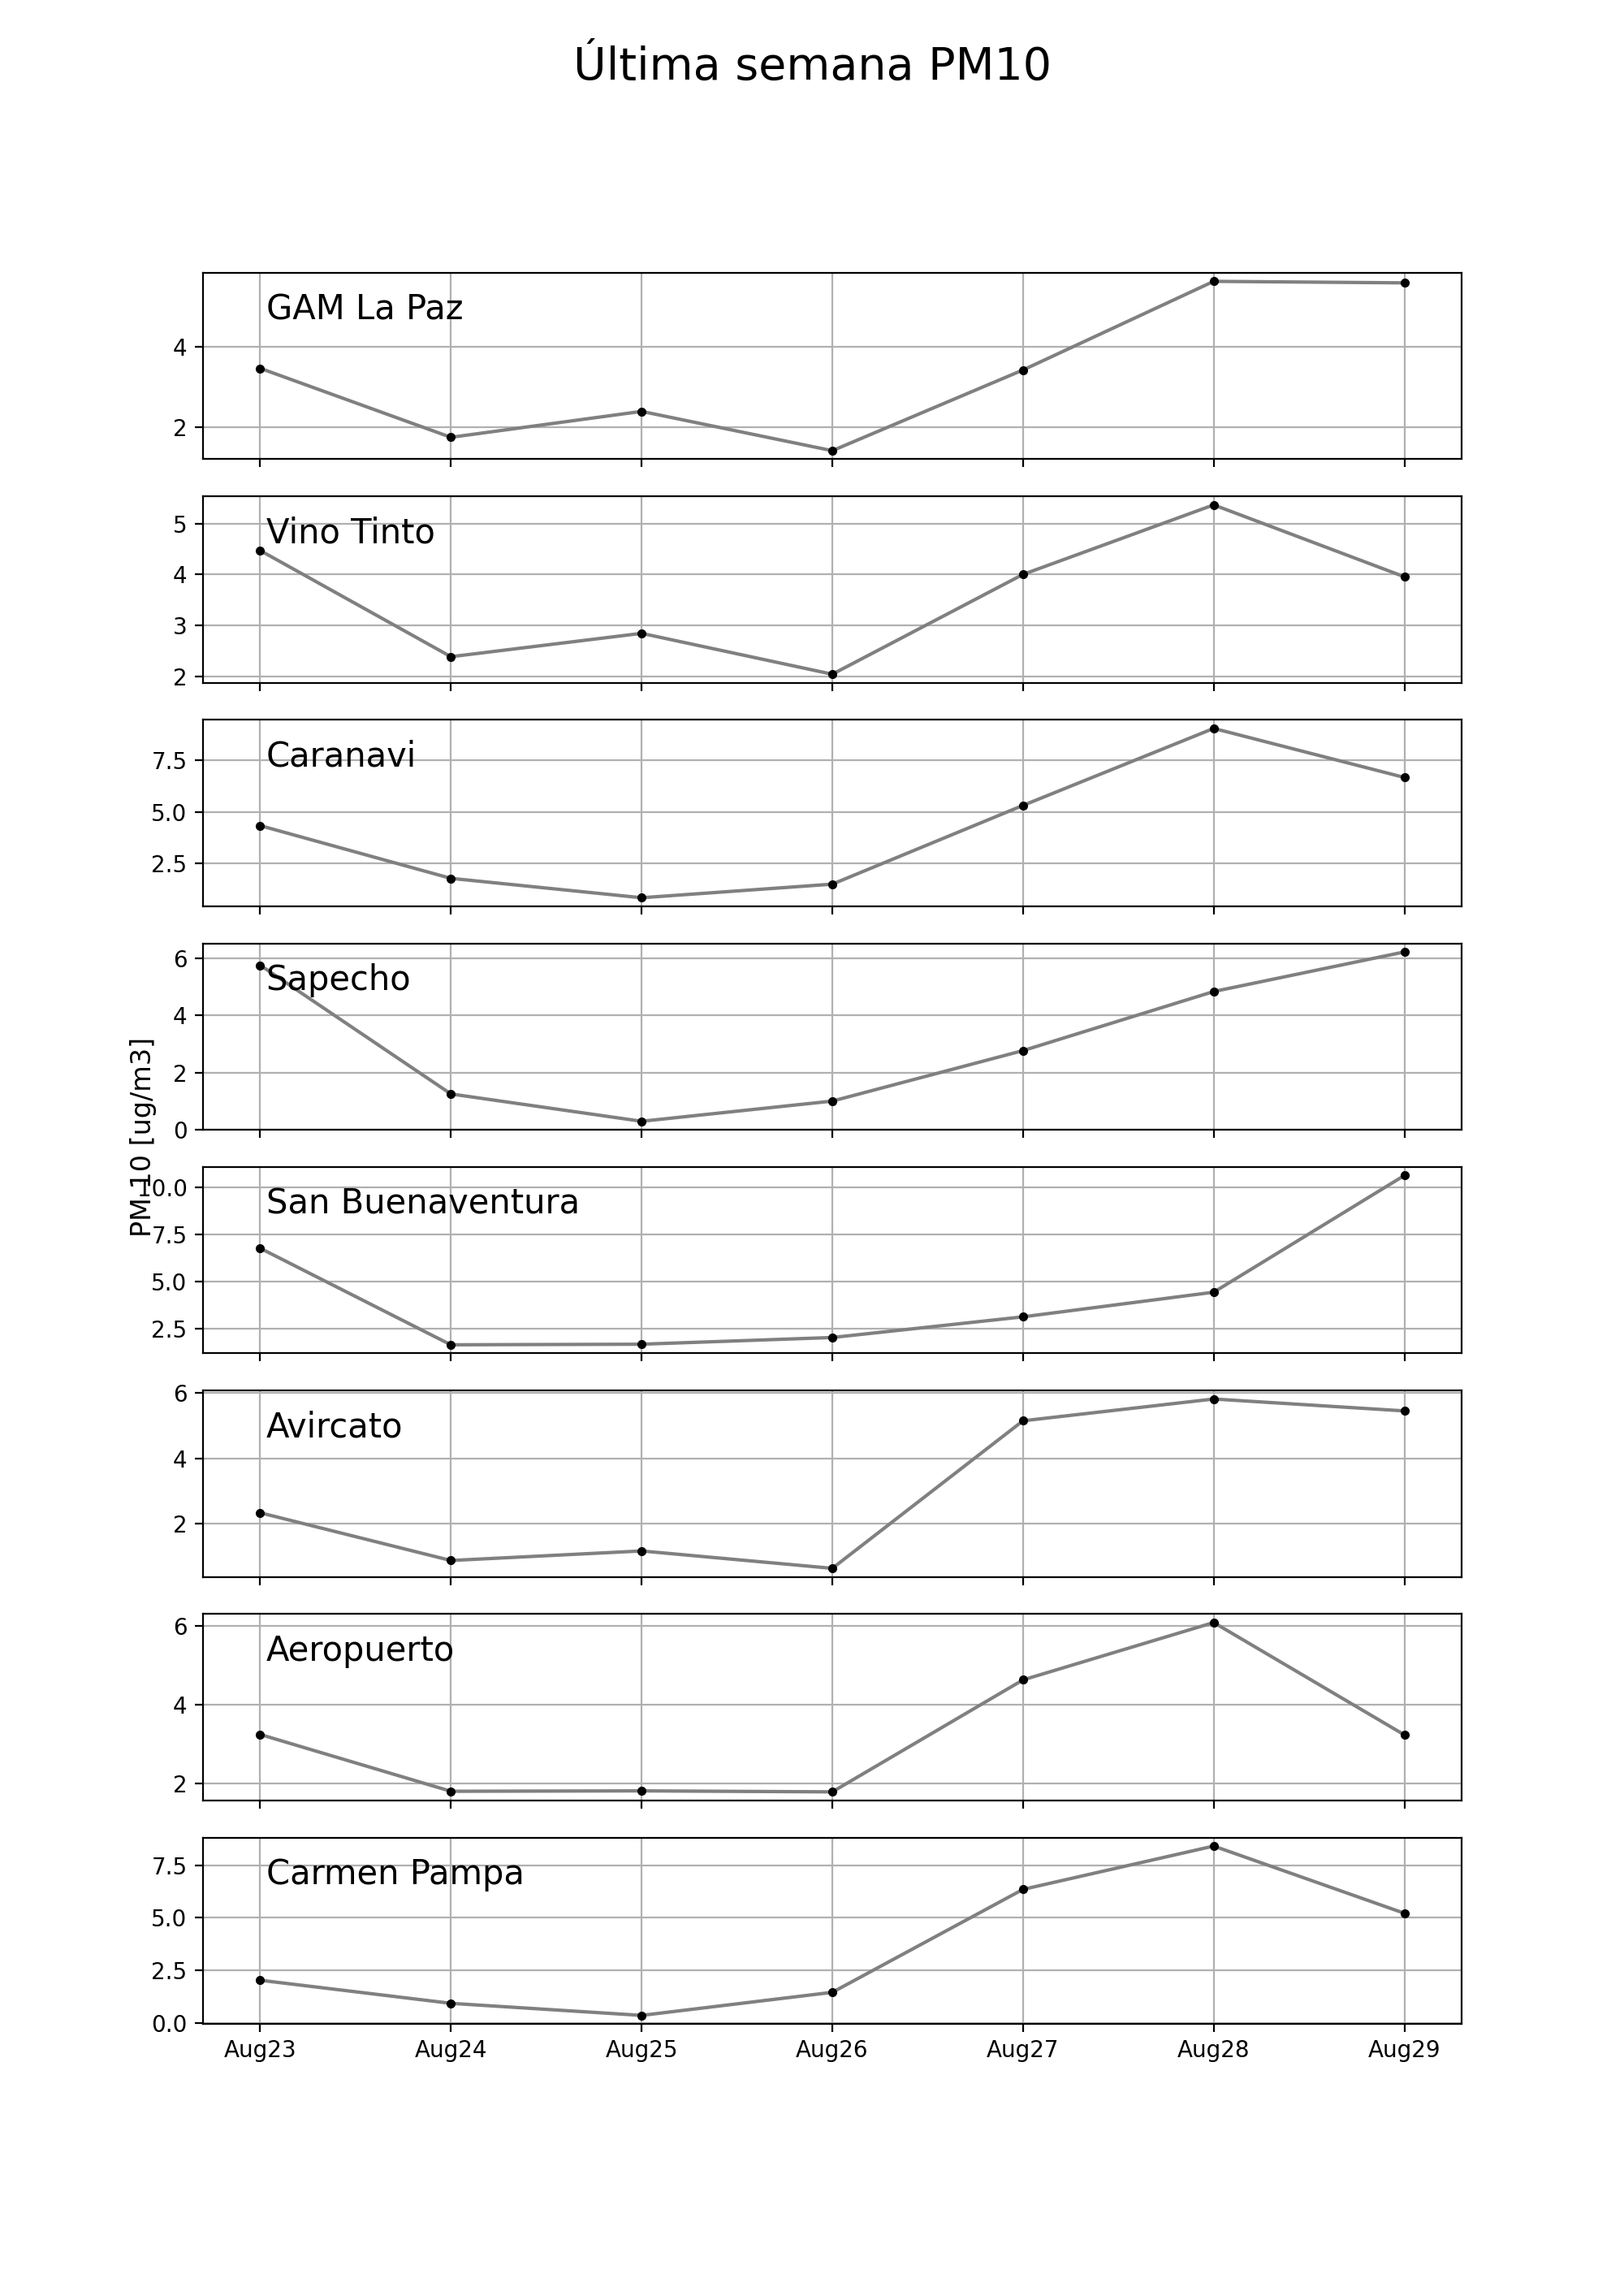 Última semana PM10
GAM La Paz
4
2
Vino Tinto
5
4
3
2
Caranavi
7.5
5.0
2.5
Sapecho
6
4
2
0
PM 10 [ug/m3]
San Buenaventura
10.0
7.5
5.0
2.5
Avircato
6
4
2
Aeropuerto
6
4
2
Carmen Pampa
7.5
5.0
2.5
0.0
Aug23 Aug24 Aug25 Aug26 Aug27 Aug28 Aug29